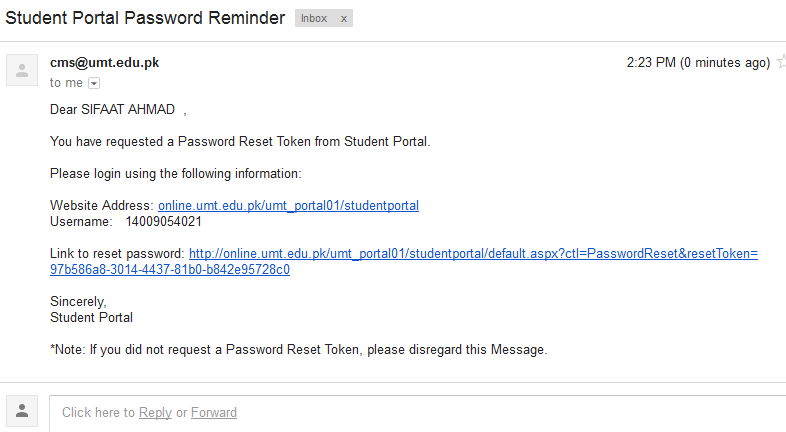 Student Portal Password Reminder
Inbox x
cms@umt.edu.pk
2:23 PM (0 minutes ago)
to me
Dear SIFAAT AHMAD ,
You have requested a Password Reset Token from Student Portal.
Please login using the following information:
Website Address: online.umt.edu.pk/umt_portal01/studentportal
Username: 14009054021
Link to reset password: http://online.umt.edu.pk/umt_portal01/studentportal/default.aspx?ctl=PasswordReset&resetToken=
97b586a8-3014-4437-81b0-b842e95728c0
Sincerely,
Student Portal
*Note: If you did not request a Password Reset Token, please disregard this Message.
Click here to Reply or Forward